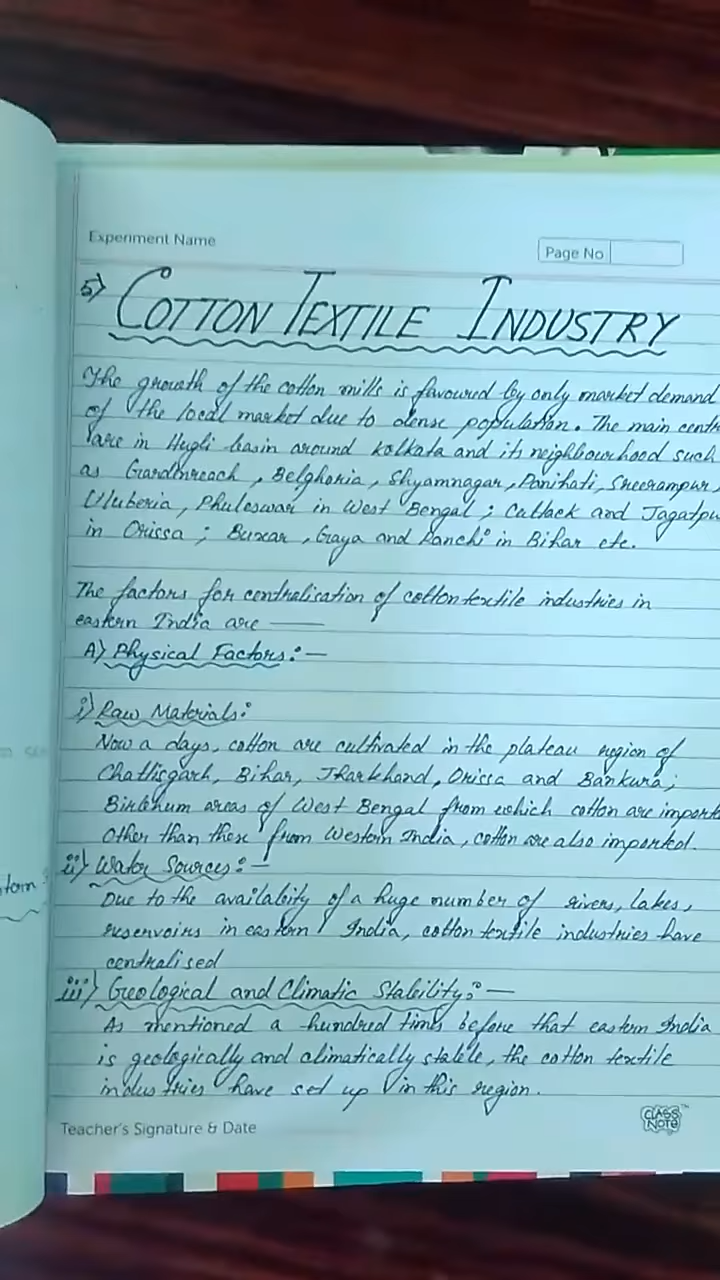 Experiment Name
Page No
5) COTTON TEXTILE INDUSTRY
The growth of the cotton mills is favoured by only market demand
of the local market due to dense population. The main cent
are in Hugli basin around Kolkata and its neighbourhood such
as Gardenreach, Belghoria, Shyamnagar, Panihati, Sreerampur,
Uluberia, Phuleswar in West Bengal; Cuttack and Jagatpu
in Orissa; Buxar, Gaya and Ranchi in Bihar etc.
The factors for centralisation of cotton textile industries in
eastern India are —
A) Physical Factors:-
i) Raw Materials:
Now a days, cotton are cultivated in the plateau region of
Chattisgarh, Bihar, Jharkhand, Orissa and Bankura;
Birbhum areas of West Bengal from which cotton are import
Other than these from Western India, cotton are also imported.
ii) Water Sources:-
Due to the availabity of a huge number of rivers, lakes,
reservoirs in eastern India, cotton textile industries have
centralised
iii) Geological and Climatic Stability:-
As mentioned a hundred times before that eastern India
is geologically and climatically stable, the cotton textile
industries have set up in this region.
Teacher's Signature & Date
CLASS NOTE